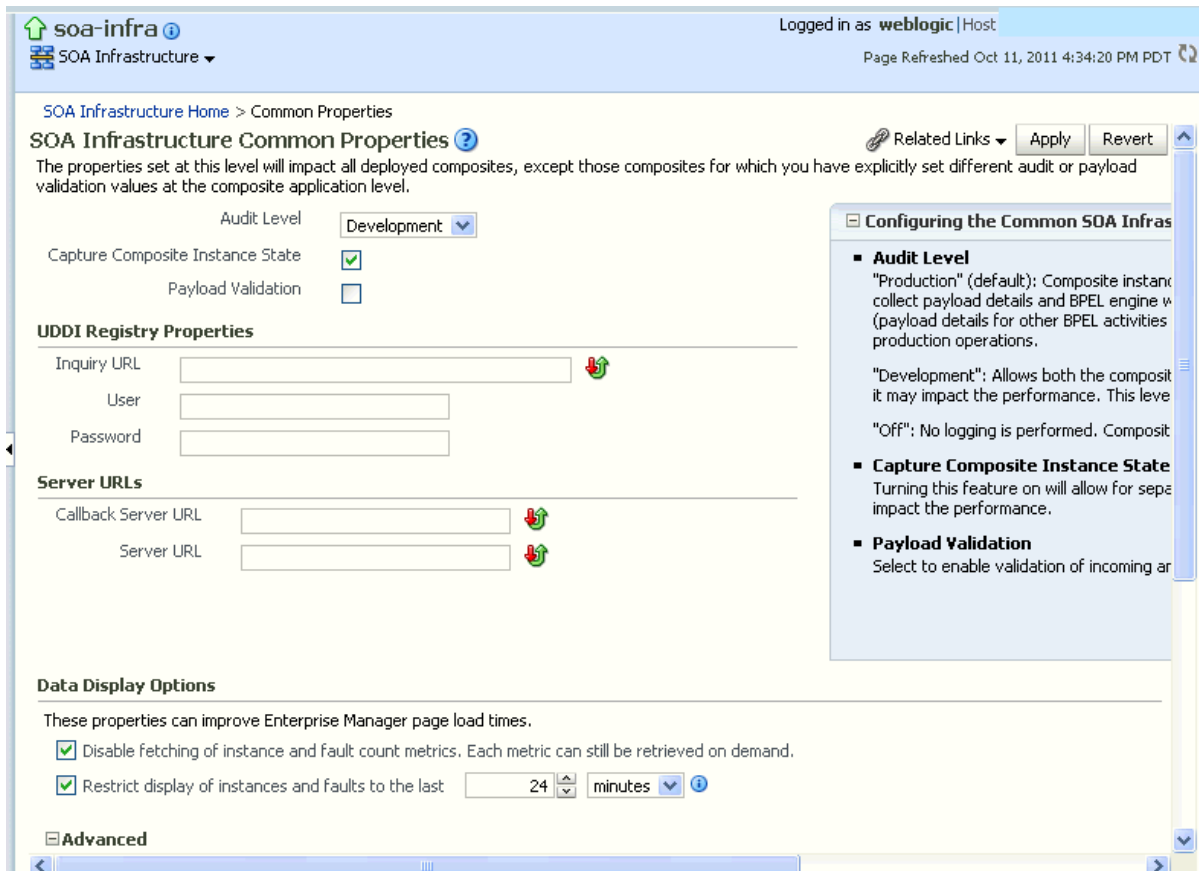 soa-infra
Logged in as weblogic|Host
SOA Infrastructure
Page Refreshed Oct 11, 2011 4:34:20 PM PDT
SOA Infrastructure Home > Common Properties
SOA Infrastructure Common Properties
Related Links
Apply
Revert
The properties set at this level will impact all deployed composites, except those composites for which you have explicitly set different audit or payload
validation values at the composite application level.
Audit Level
Development
Capture Composite Instance State
Payload Validation
UDDI Registry Properties
Inquiry URL
User
Password
Server URLs
Callback Server URL
Server URL
Configuring the Common SOA Infras
Audit Level
"Production" (default): Composite instanc
collect payload details and BPEL engine w
(payload details for other BPEL activities
production operations.
"Development": Allows both the composit
it may impact the performance. This leve
"Off": No logging is performed. Composit
Capture Composite Instance State
Turning this feature on will allow for sepa
impact the performance.
Payload Validation
Select to enable validation of incoming ar
Data Display Options
These properties can improve Enterprise Manager page load times.
Disable fetching of instance and fault count metrics. Each metric can still be retrieved on demand.
Restrict display of instances and faults to the last 24 minutes
Advanced